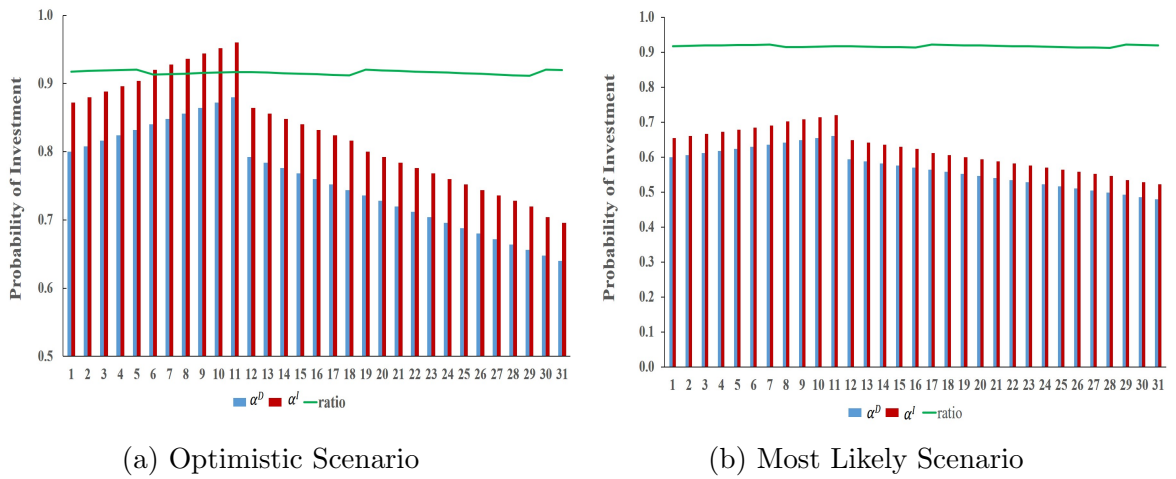 Probability of Investment
1.0
0.9
0.8
0.7
0.6
0.5
1 2 3 4 5 6 7 8 9 10 11 12 13 14 15 16 17 18 19 20 21 22 23 24 25 26 27 28 29 30 31
α^D α^I ratio
(a) Optimistic Scenario
Probability of Investment
1.0
0.9
0.8
0.7
0.6
0.5
0.4
0.3
0.2
0.1
0.0
1 2 3 4 5 6 7 8 9 10 11 12 13 14 15 16 17 18 19 20 21 22 23 24 25 26 27 28 29 30 31
α^D α^I ratio
(b) Most Likely Scenario